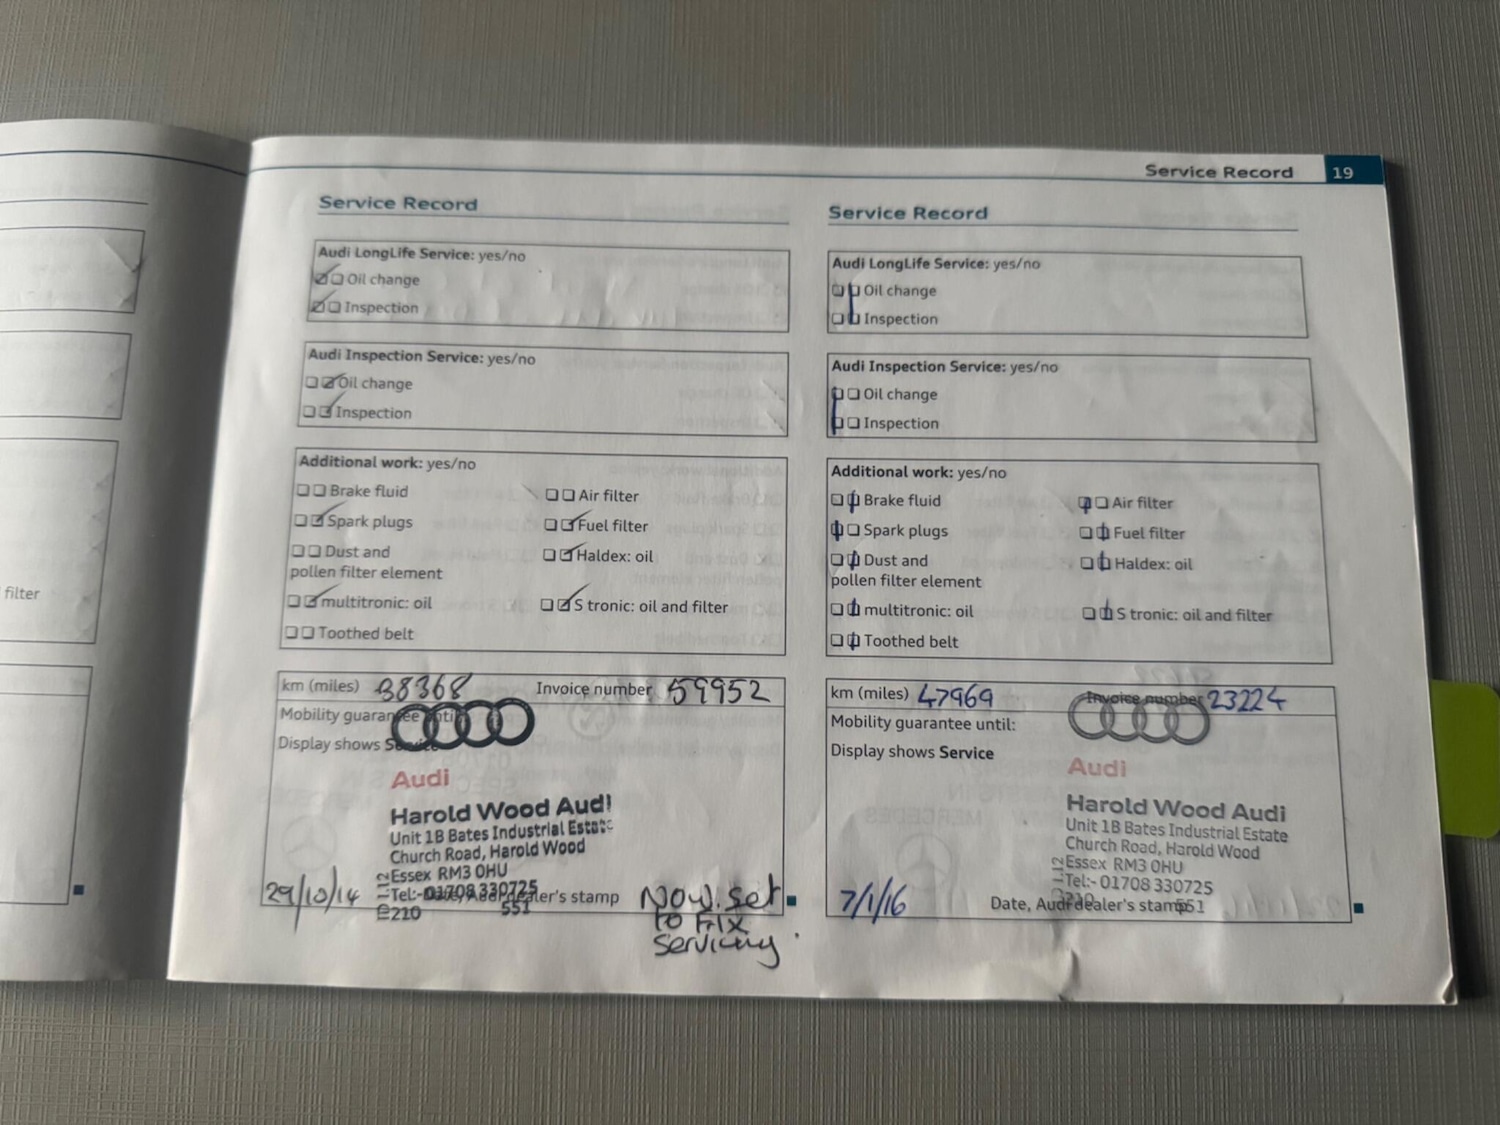 filter
Service Record 19
Service Record
Audi LongLife Service: yes/no
Oil change
Inspection
Audi Inspection Service: yes/no
Oil change
Inspection
Additional work: yes/no
Brake fluid
Air filter
Spark plugs
Fuel filter
Dust and
pollen filter element
Haldex: oil
multitronic: oil
S tronic: oil and filter
Toothed belt
km (miles) 38368 Invoice number 59952
Mobility guarantee until
Display shows Service
Audi
Harold Wood Audi
Unit 1B Bates Industrial Estate
Church Road, Harold Wood
Essex RM3 0HU
Tel:- 01708 330725
210 551
29/10/14
Date, Audi dealer's stamp
Now set
to Fix
Servicing.
Service Record
Audi LongLife Service: yes/no
Oil change
Inspection
Audi Inspection Service: yes/no
Oil change
Inspection
Additional work: yes/no
Brake fluid
Air filter
Spark plugs
Fuel filter
Dust and
pollen filter element
Haldex: oil
multitronic: oil
S tronic: oil and filter
Toothed belt
km (miles) 47969 Invoice number 23224
Mobility guarantee until:
Display shows Service
Audi
Harold Wood Audi
Unit 1B Bates Industrial Estate
Church Road, Harold Wood
Essex RM3 0HU
Tel:- 01708 330725
210 551
7/1/16
Date, Audi dealer's stamp